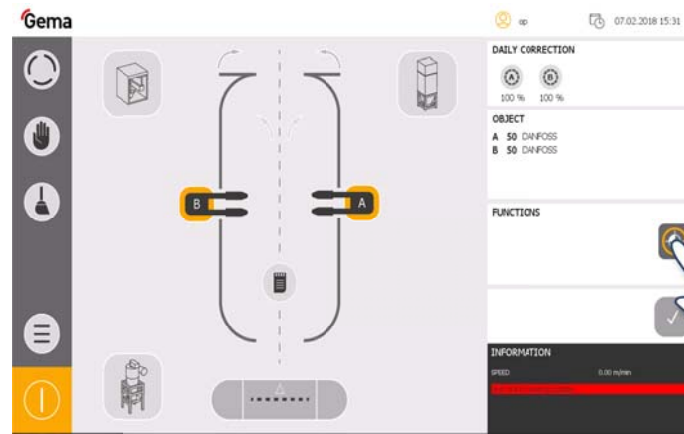 Gema
op
07.02.2018 15:31
DAILY CORRECTION
A B
100 % 100 %
OBJECT
A 50 DANFOSS
B 50 DANFOSS
FUNCTIONS
B A
INFORMATION
SPEED 0.00 m/min